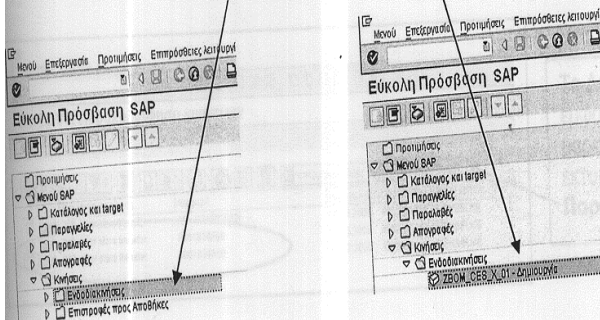 Μενού Επεξεργασία Προτιμήσεις Επιπρόσθετες λειτουργί
Εύκολη Πρόσβαση SAP
Προτιμήσεις
Μενού SAP
Κατάλογος και target
Παραγγελίες
Παραλαβές
Απογραφές
Κινήσεις
Ενδοδιακινήσεις
Επιστροφές προς Αποθήκες
Μενού Επεξεργασία Προτιμήσεις Επιπρόσθετες λειτουργί
Εύκολη Πρόσβαση SAP
Προτιμήσεις
Μενού SAP
Κατάλογος και target
Παραγγελίες
Παραλαβές
Απογραφές
Κινήσεις
Ενδοδιακινήσεις
ZBOM_CES_X_01 - Δημιουργία